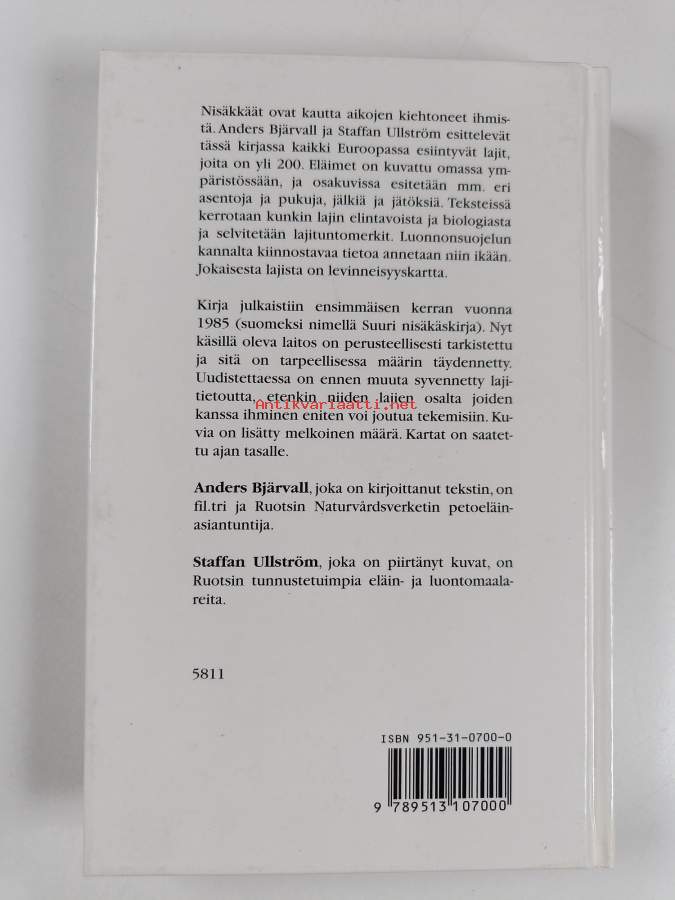 Nisäkkäät ovat kautta aikojen kiehtoneet ihmis-
tä. Anders Bjärvall ja Staffan Ullström esittelevät
tässä kirjassa kaikki Euroopassa esiintyvät lajit,
joita on yli 200. Eläimet on kuvattu omassa ym-
päristössään, ja osakuvissa esitetään mm. eri
asentoja ja pukuja, jälkiä ja jätöksiä. Teksteissä
kerrotaan kunkin lajin elintavoista ja biologiasta
ja selvitetään lajituntomerkit. Luonnonsuojelun
kannalta kiinnostavaa tietoa annetaan niin ikään.
Jokaisesta lajista on levinneisyyskartta.
Kirja julkaistiin ensimmäisen kerran vuonna
1985 (suomeksi nimellä Suuri nisäkäskirja). Nyt
käsillä oleva laitos on perusteellisesti tarkistettu
ja sitä on tarpeellisessa määrin täydennetty.
Uudistettaessa on ennen muuta syvennetty laji-
tietoutta, etenkin niiden lajien osalta joiden
Antikvariaatti.net
kanssa ihminen eniten voi joutua tekemisiin. Ku-
via on lisätty melkoinen määrä. Kartat on saatet-
tu ajan tasalle.
Anders Bjärvall, joka on kirjoittanut tekstin, on
fil.tri ja Ruotsin Naturvårdsverketin petoeläin-
asiantuntija.
Staffan Ullström, joka on piirtänyt kuvat, on
Ruotsin tunnustetuimpia eläin- ja luontomaala-
reita.
5811
ISBN 951-31-0700-0
9 789513 107000